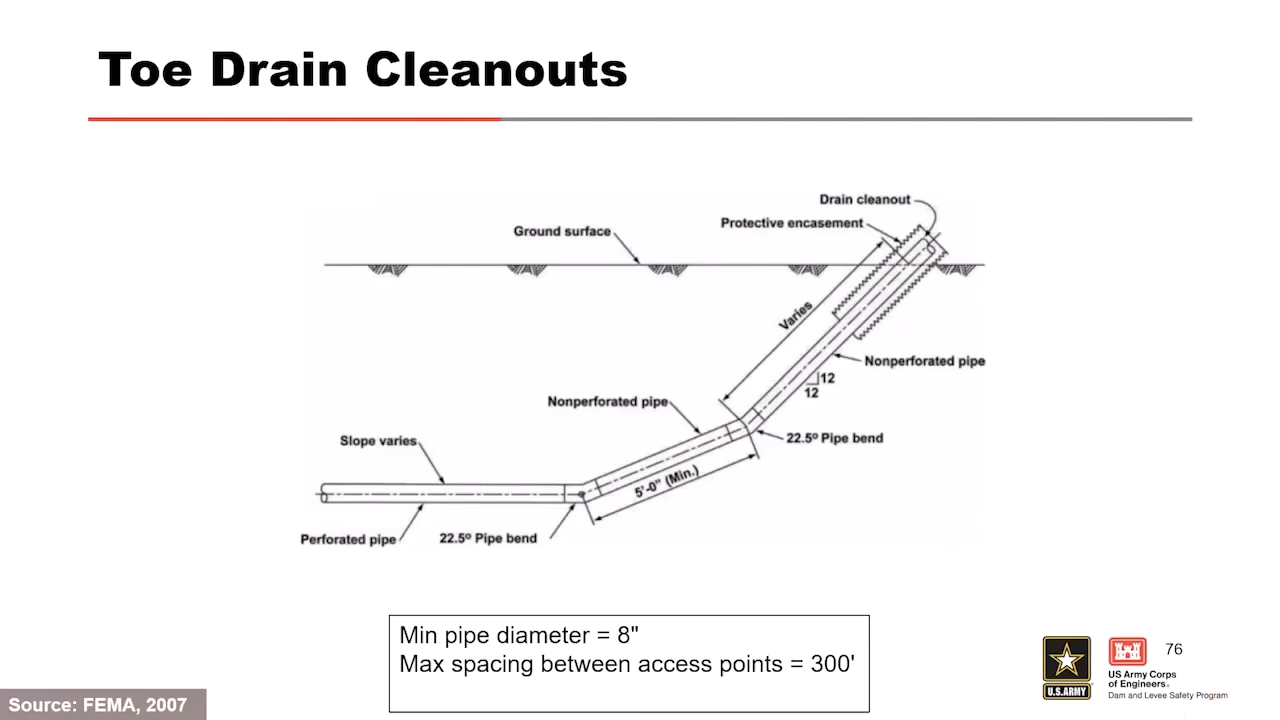 Toe Drain Cleanouts
Drain cleanout
Protective encasement
Ground surface
Varies
Nonperforated pipe
12
12
Nonperforated pipe
22.5º Pipe bend
Slope varies
5'-0" (Min.)
Perforated pipe
22.5º Pipe bend
Min pipe diameter = 8"
Max spacing between access points = 300'
76
U.S.ARMY
US Army Corps
of Engineers®
Dam and Levee Safety Program
Source: FEMA, 2007